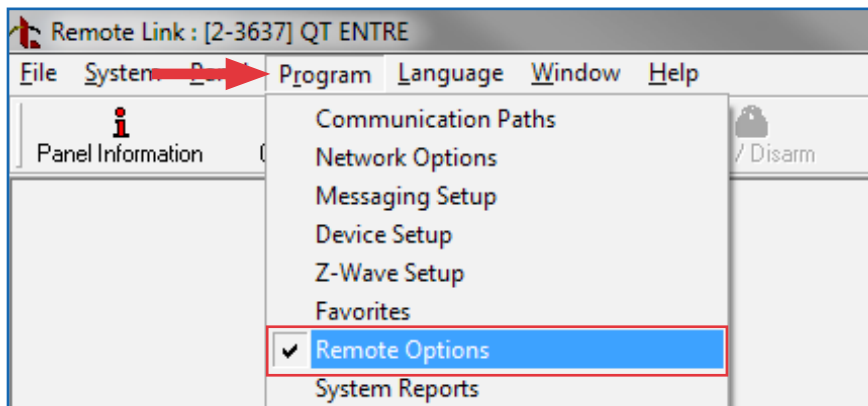 Remote Link : [2-3637] QT ENTRE
File System Program Language Window Help
Panel Information / Disarm
Communication Paths
Network Options
Messaging Setup
Device Setup
Z-Wave Setup
Favorites
Remote Options
System Reports